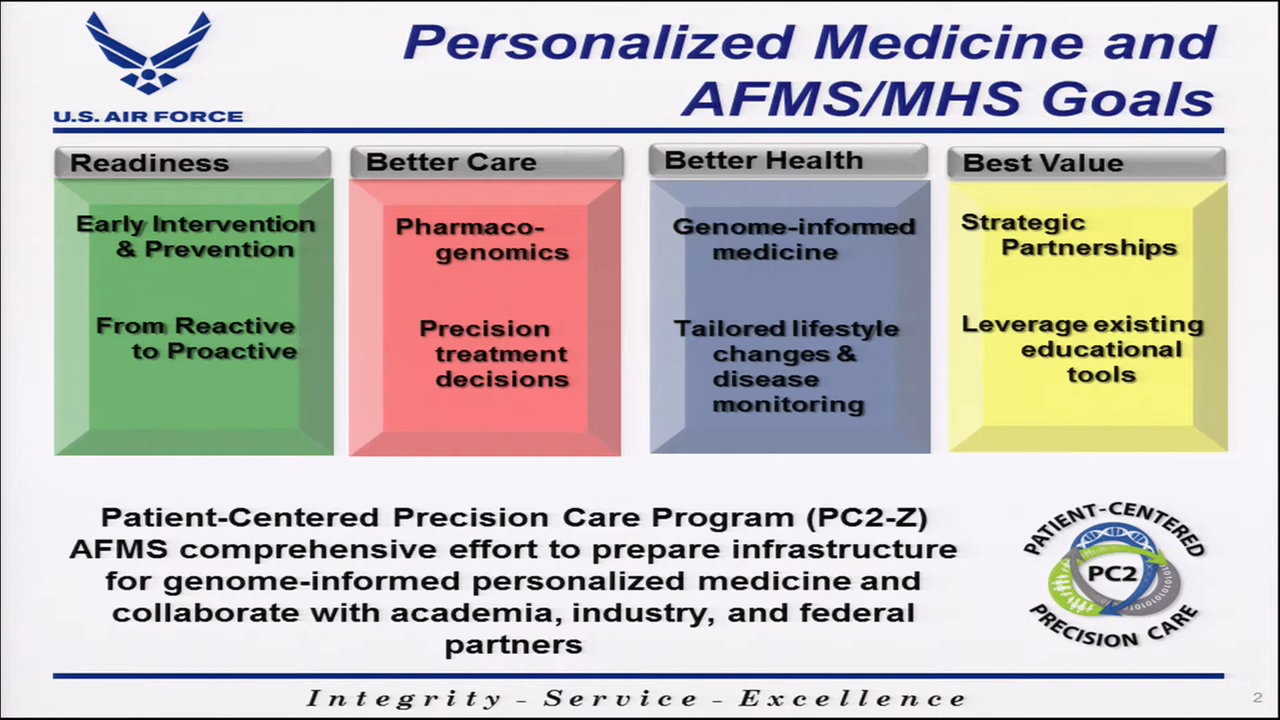 U.S. AIR FORCE
Personalized Medicine and
AFMS/MHS Goals
Readiness
Early Intervention
& Prevention
From Reactive
to Proactive
Better Care
Pharmaco-
genomics
Precision
treatment
decisions
Better Health
Genome-informed
medicine
Tailored lifestyle
changes &
disease
monitoring
Best Value
Strategic
Partnerships
Leverage existing
educational
tools
Patient-Centered Precision Care Program (PC2-Z)
AFMS comprehensive effort to prepare infrastructure
for genome-informed personalized medicine and
collaborate with academia, industry, and federal
partners
PATIENT-CENTERED
PC2
PRECISION CARE
Integrity - Service - Excellence
2